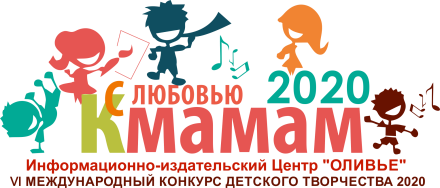 С ЛЮБОВЬЮ 2020
К мамам
Информационно-издательский Центр "ОЛИВЬЕ"
VI МЕЖДУНАРОДНЫЙ КОНКУРС ДЕТСКОГО ТВОРЧЕСТВА 2020